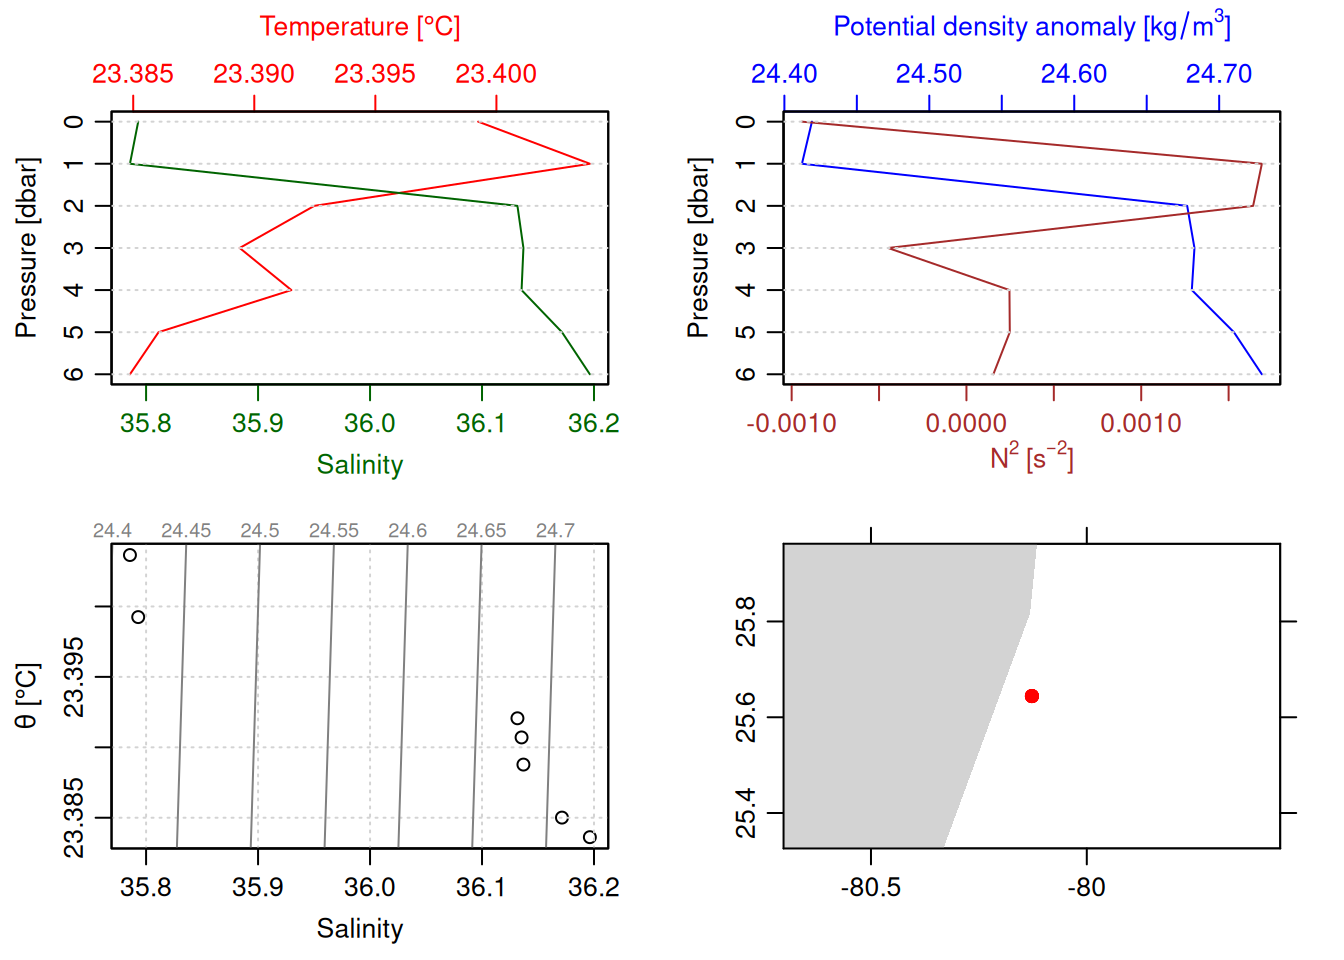 Temperature [°C]
23.385 23.390 23.395 23.400
Pressure [dbar]
0
1
2
3
4
5
6
35.8 35.9 36.0 36.1 36.2
Salinity
Potential density anomaly [kg/m³]
24.40 24.50 24.60 24.70
Pressure [dbar]
0
1
2
3
4
5
6
-0.0010 0.0000 0.0010
N² [s⁻²]
24.4 24.45 24.5 24.55 24.6 24.65 24.7
θ [°C]
23.395
23.385
35.8 35.9 36.0 36.1 36.2
Salinity
25.8
25.6
25.4
-80.5 -80